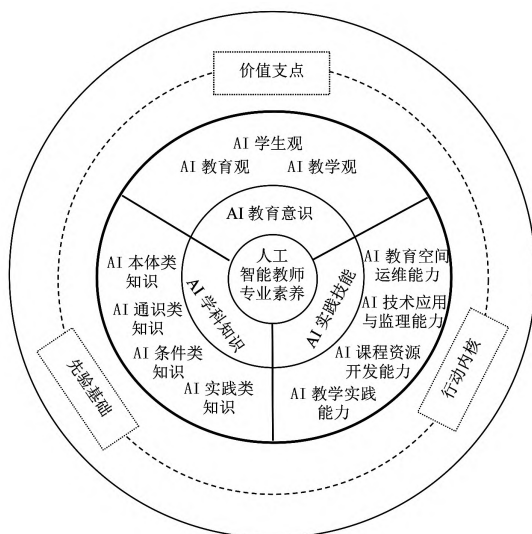 价值支点
AI 学生观
AI 教育观
AI 教学观
AI 教育意识
人工
智能教师
专业素养
AI 学科知识
AI 实践技能
AI 本体类
知识
AI 通识类
知识
AI 条件类
知识
AI 实践类
知识
AI 教育空间
运维能力
AI 技术应用
与监理能力
AI 课程资源
开发能力
AI 教学实践
能力
先验基础
行动内核